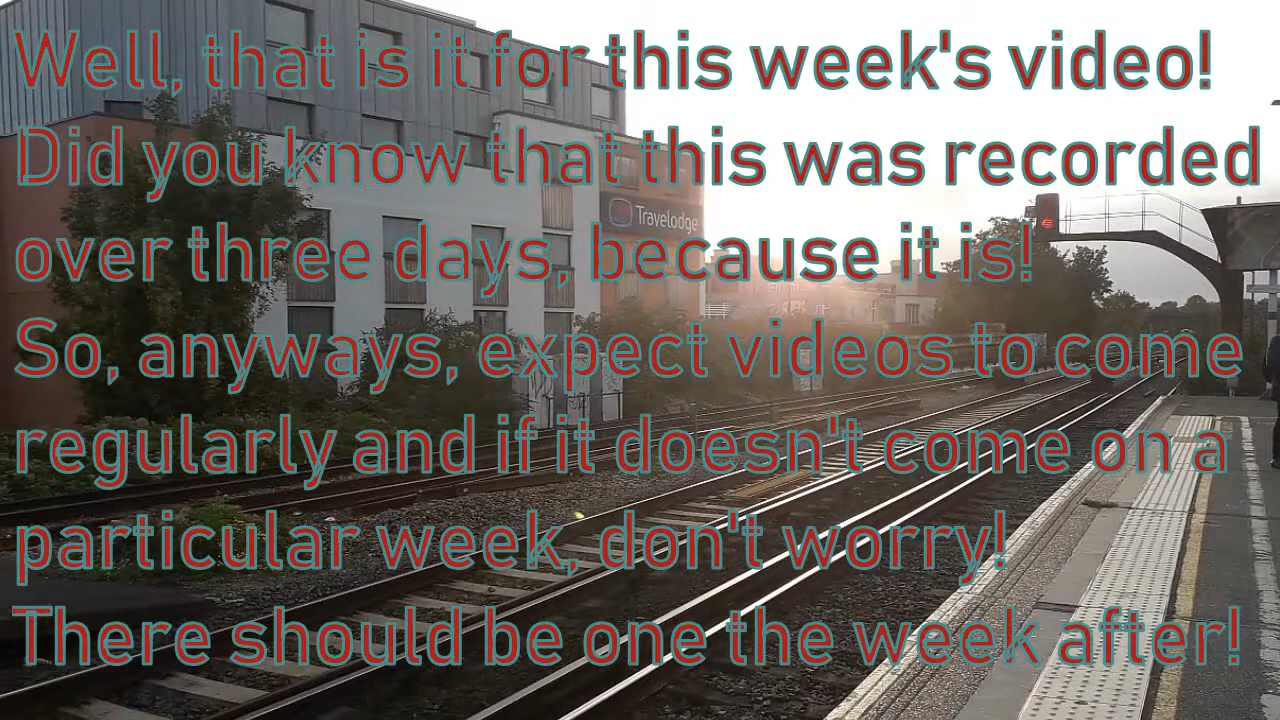 Well, that is it for this week's video!
Did you know that this was recorded
Travelodge
over three days, because it is!
So, anyways, expect videos to come
regularly and if it doesn't come on a
particular week, don't worry!
There should be one the week after!